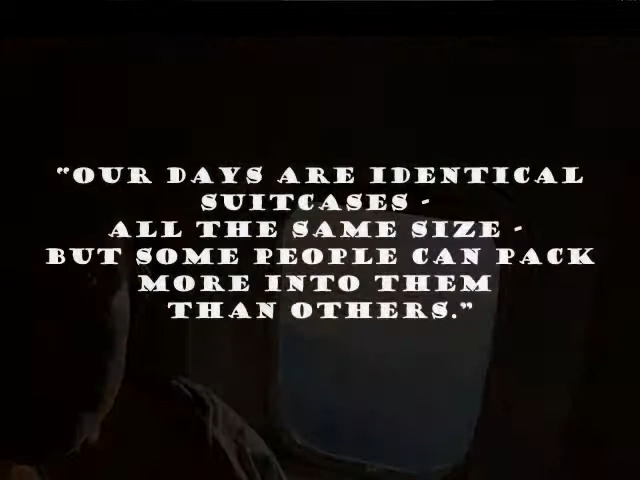 "OUR DAYS ARE IDENTICAL
SUITCASES -
ALL THE SAME SIZE -
BUT SOME PEOPLE CAN PACK
MORE INTO THEM
THAN OTHERS."